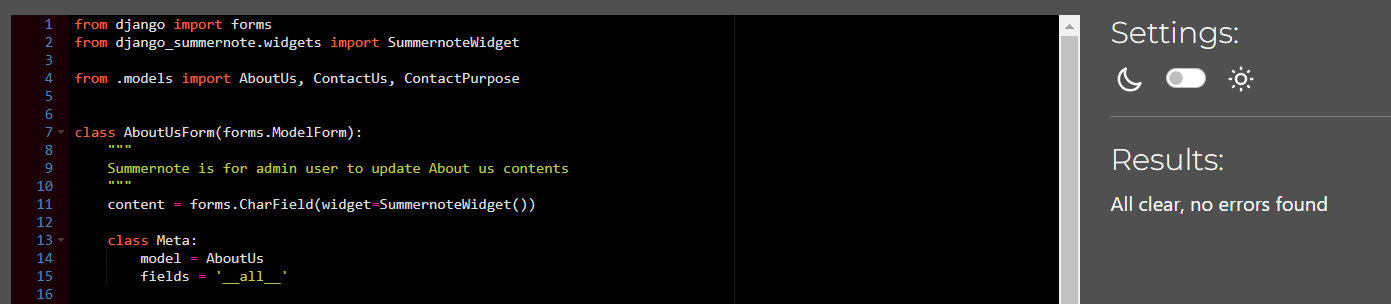 1 from django import forms
2 from django_summernote.widgets import SummernoteWidget
3
4 from .models import AboutUs, ContactUs, ContactPurpose
5
6
7 class AboutUsForm(forms.ModelForm):
8     """
9     Summernote is for admin user to update About us contents
10     """
11     content = forms.CharField(widget=SummernoteWidget())
12
13     class Meta:
14         model = AboutUs
15         fields = '__all__'
16
Settings:
Results:
All clear, no errors found